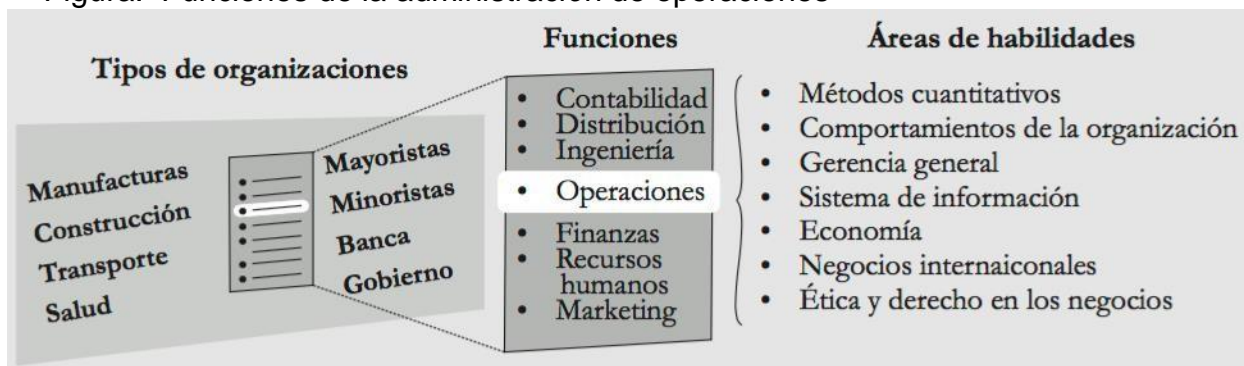 Figura. Funciones de la administración de operaciones
Tipos de organizaciones
Manufacturas
Construcción
Transporte
Salud
Mayoristas
Minoristas
Banca
Gobierno
Funciones
• Contabilidad
• Distribución
• Ingeniería
• Operaciones
• Finanzas
• Recursos
humanos
• Marketing
Áreas de habilidades
• Métodos cuantitativos
• Comportamientos de la organización
• Gerencia general
• Sistema de información
• Economía
• Negocios internaiconales
• Ética y derecho en los negocios